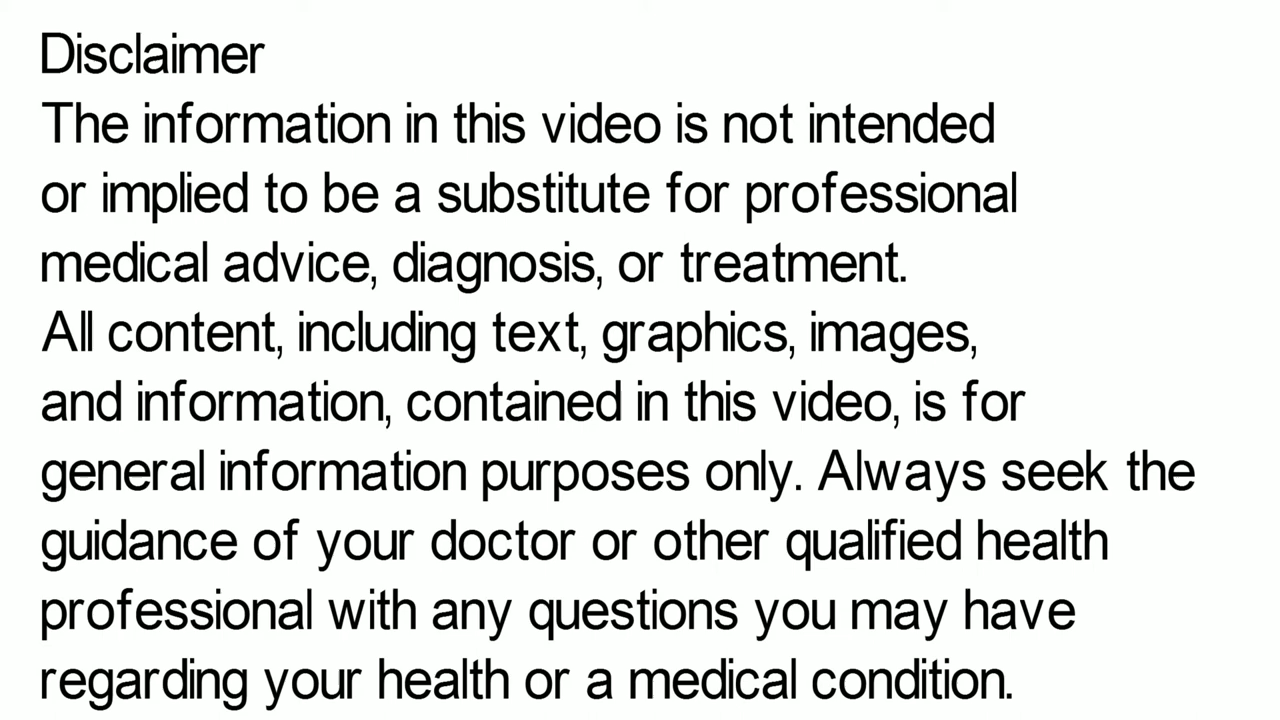 Disclaimer
The information in this video is not intended
or implied to be a substitute for professional
medical advice, diagnosis, or treatment.
All content, including text, graphics, images,
and information, contained in this video, is for
general information purposes only. Always seek the
guidance of your doctor or other qualified health
professional with any questions you may have
regarding your health or a medical condition.